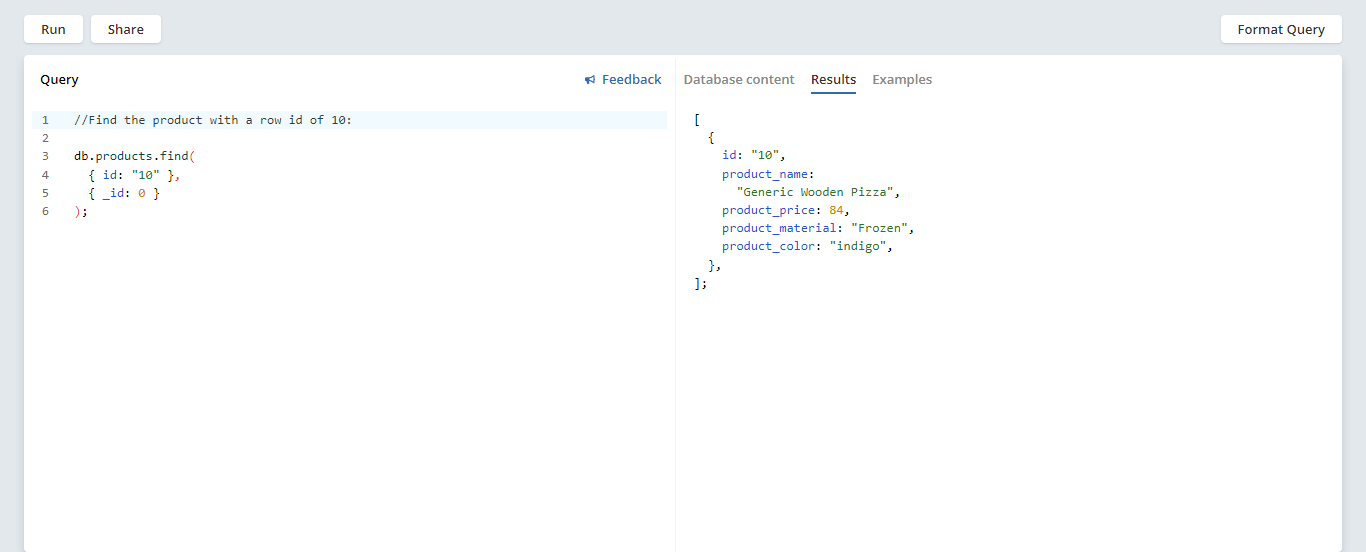 Run Share Format Query
Query Feedback
1 //Find the product with a row id of 10:
2
3 db.products.find(
4   { id: "10" },
5   { _id: 0 }
6 );
Database content Results Examples
[
  {
    id: "10",
    product_name:
      "Generic Wooden Pizza",
    product_price: 84,
    product_material: "Frozen",
    product_color: "indigo",
  },
];